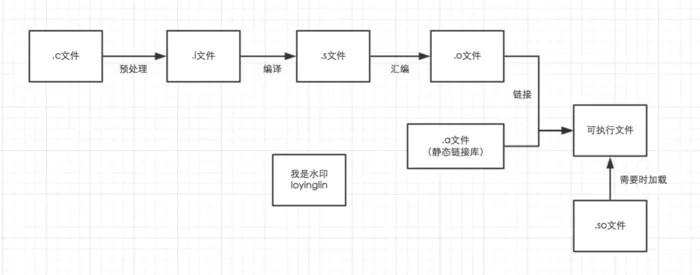 .c文件
预处理
.i文件
编译
.s文件
汇编
.o文件
链接
.a文件
（静态链接库）
可执行文件
我是水印
loyinglin
需要时加载
.so文件